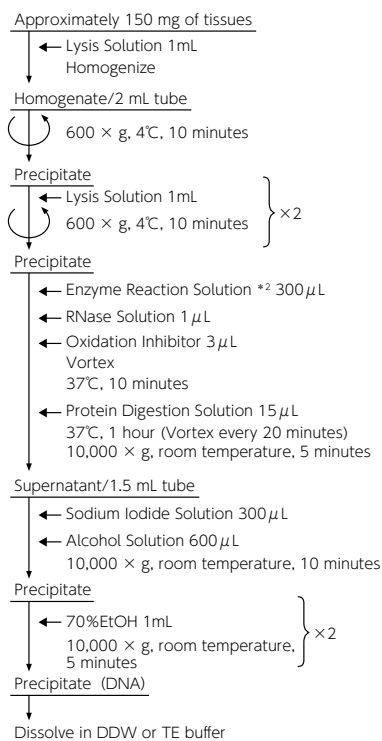 Approximately 150 mg of tissues
Lysis Solution 1mL
Homogenize
Homogenate/2 mL tube
600 × g, 4℃, 10 minutes
Precipitate
Lysis Solution 1mL
600 × g, 4℃, 10 minutes
×2
Precipitate
Enzyme Reaction Solution *² 300μL
RNase Solution 1μL
Oxidation Inhibitor 3μL
Vortex
37℃, 10 minutes
Protein Digestion Solution 15μL
37℃, 1 hour (Vortex every 20 minutes)
10,000 × g, room temperature, 5 minutes
Supernatant/1.5 mL tube
Sodium Iodide Solution 300μL
Alcohol Solution 600μL
10,000 × g, room temperature, 10 minutes
Precipitate
70%EtOH 1mL
10,000 × g, room temperature,
5 minutes
×2
Precipitate (DNA)
Dissolve in DDW or TE buffer